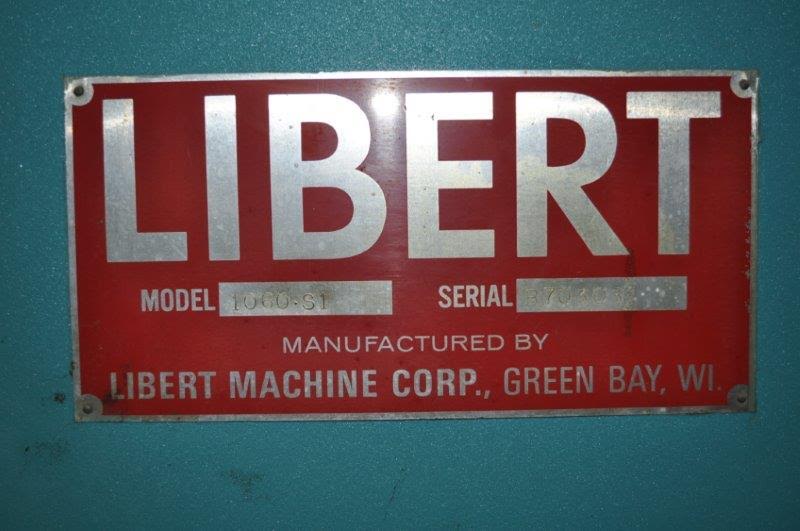 LIBERT
MODEL 1060-S1 SERIAL
MANUFACTURED BY
LIBERT MACHINE CORP., GREEN BAY, WI.